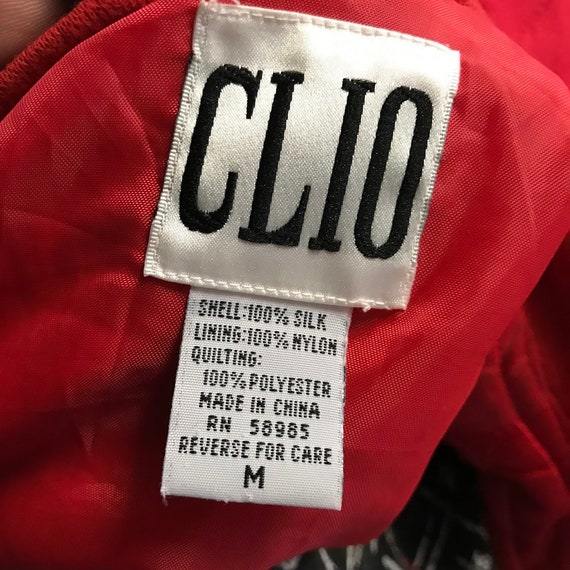 CLIO
SHELL:100% SILK
LINING:100% NYLON
QUILTING:
100% POLYESTER
MADE IN CHINA
RN 58985
REVERSE FOR CARE
M